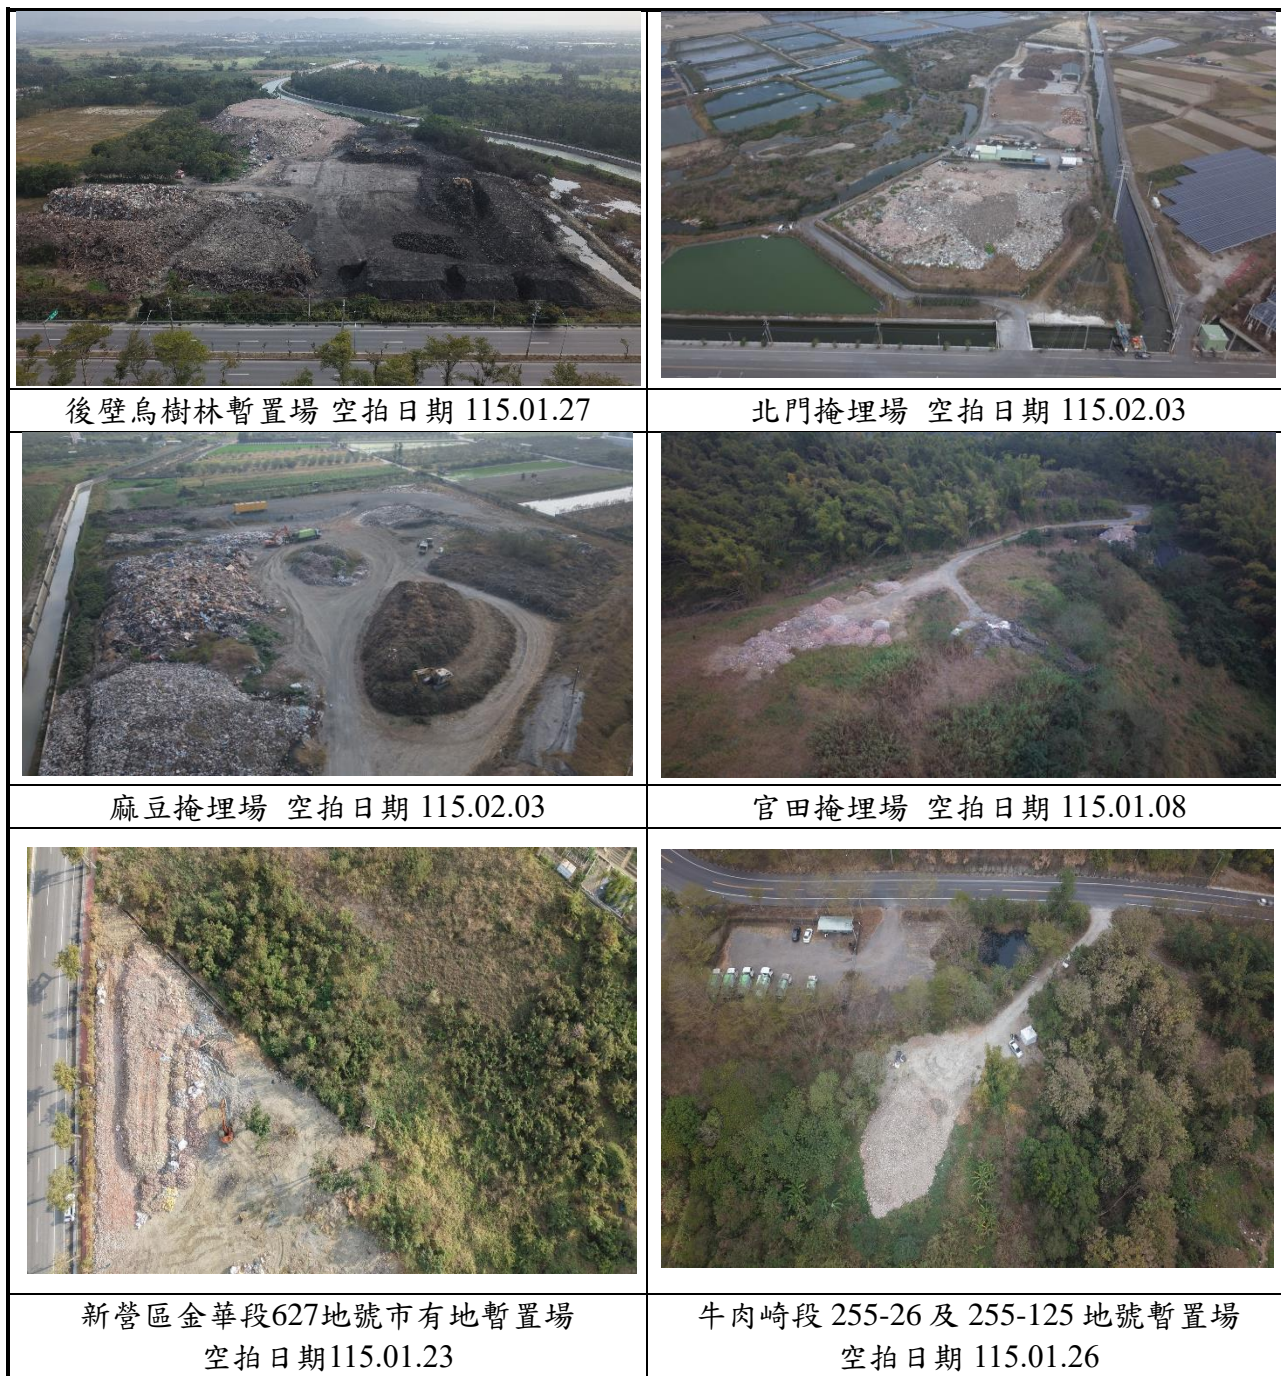 後壁烏樹林暫置場 空拍日期 115.01.27
北門掩埋場 空拍日期 115.02.03
麻豆掩埋場 空拍日期 115.02.03
官田掩埋場 空拍日期 115.01.08
新營區金華段627地號市有地暫置場
空拍日期115.01.23
牛肉崎段 255-26 及 255-125 地號暫置場
空拍日期 115.01.26